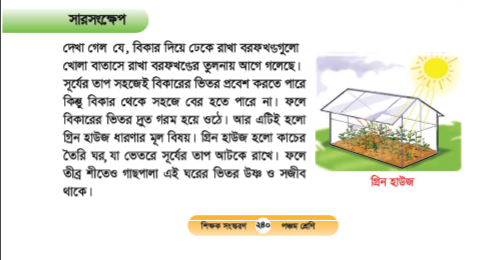 সারসংক্ষেপ
দেখা গেল যে, বিকার দিয়ে ঢেকে রাখা বরফখণ্ডগুলো
খোলা বাতাসে রাখা বরফখণ্ডের তুলনায় আগে গলেছে।
সূর্যের তাপ সহজেই বিকারের ভিতর প্রবেশ করতে পারে
কিন্তু বিকার থেকে সহজে বের হতে পারে না। ফলে
বিকারের ভিতর দ্রুত গরম হয়ে ওঠে। আর এটিই হলো
গ্রিন হাউজ ধারণার মূল বিষয়। গ্রিন হাউজ হলো কাচের
তৈরি ঘর, যা ভেতরে সূর্যের তাপ আটকে রাখে। ফলে
তীব্র শীতেও গাছপালা এই ঘরের ভিতর উষ্ণ ও সজীব
থাকে।
গ্রিন হাউজ
শিক্ষক সংস্করণ ২৪০ পঞ্চম শ্রেণি